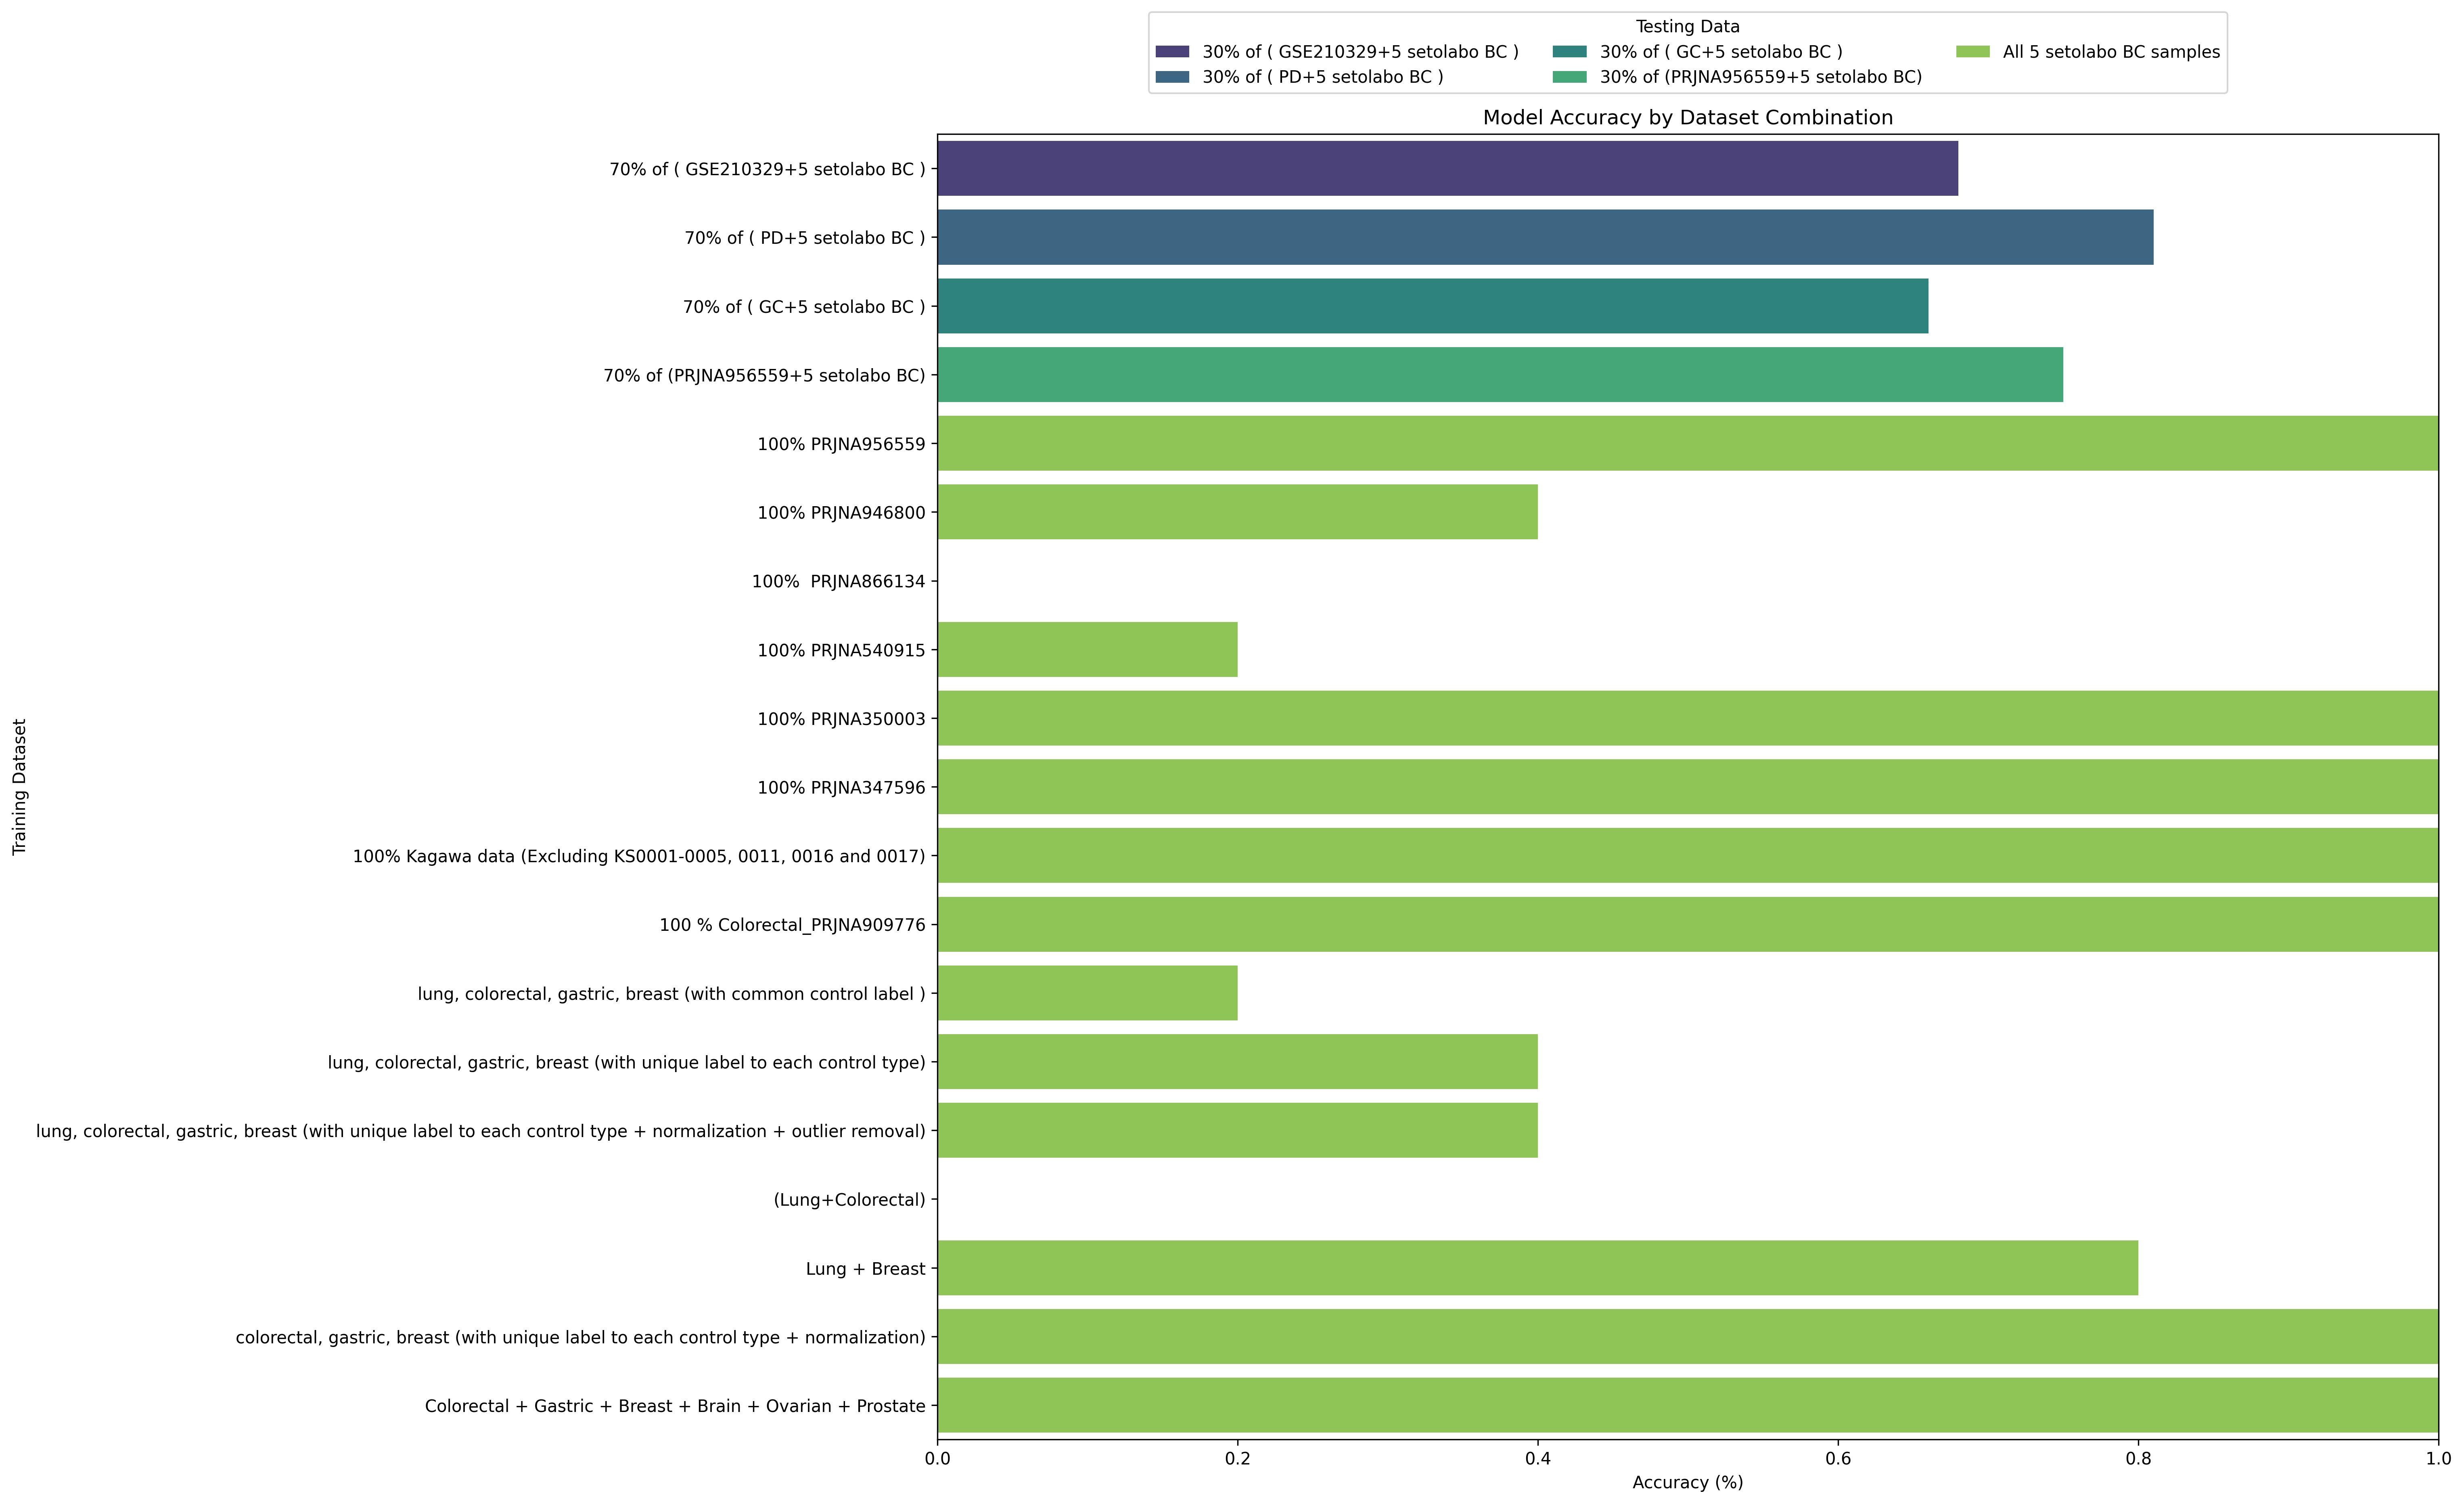 Testing Data
30% of ( GSE210329+5 setolabo BC )
30% of ( PD+5 setolabo BC )
30% of ( GC+5 setolabo BC )
30% of (PRJNA956559+5 setolabo BC)
All 5 setolabo BC samples
Model Accuracy by Dataset Combination
Training Dataset
70% of ( GSE210329+5 setolabo BC )
70% of ( PD+5 setolabo BC )
70% of ( GC+5 setolabo BC )
70% of (PRJNA956559+5 setolabo BC)
100% PRJNA956559
100% PRJNA946800
100%  PRJNA866134
100% PRJNA540915
100% PRJNA350003
100% PRJNA347596
100% Kagawa data (Excluding KS0001-0005, 0011, 0016 and 0017)
100 % Colorectal_PRJNA909776
lung, colorectal, gastric, breast (with common control label )
lung, colorectal, gastric, breast (with unique label to each control type)
lung, colorectal, gastric, breast (with unique label to each control type + normalization + outlier removal)
(Lung+Colorectal)
Lung + Breast
colorectal, gastric, breast (with unique label to each control type + normalization)
Colorectal + Gastric + Breast + Brain + Ovarian + Prostate
0.0 0.2 0.4 0.6 0.8 1.0
Accuracy (%)